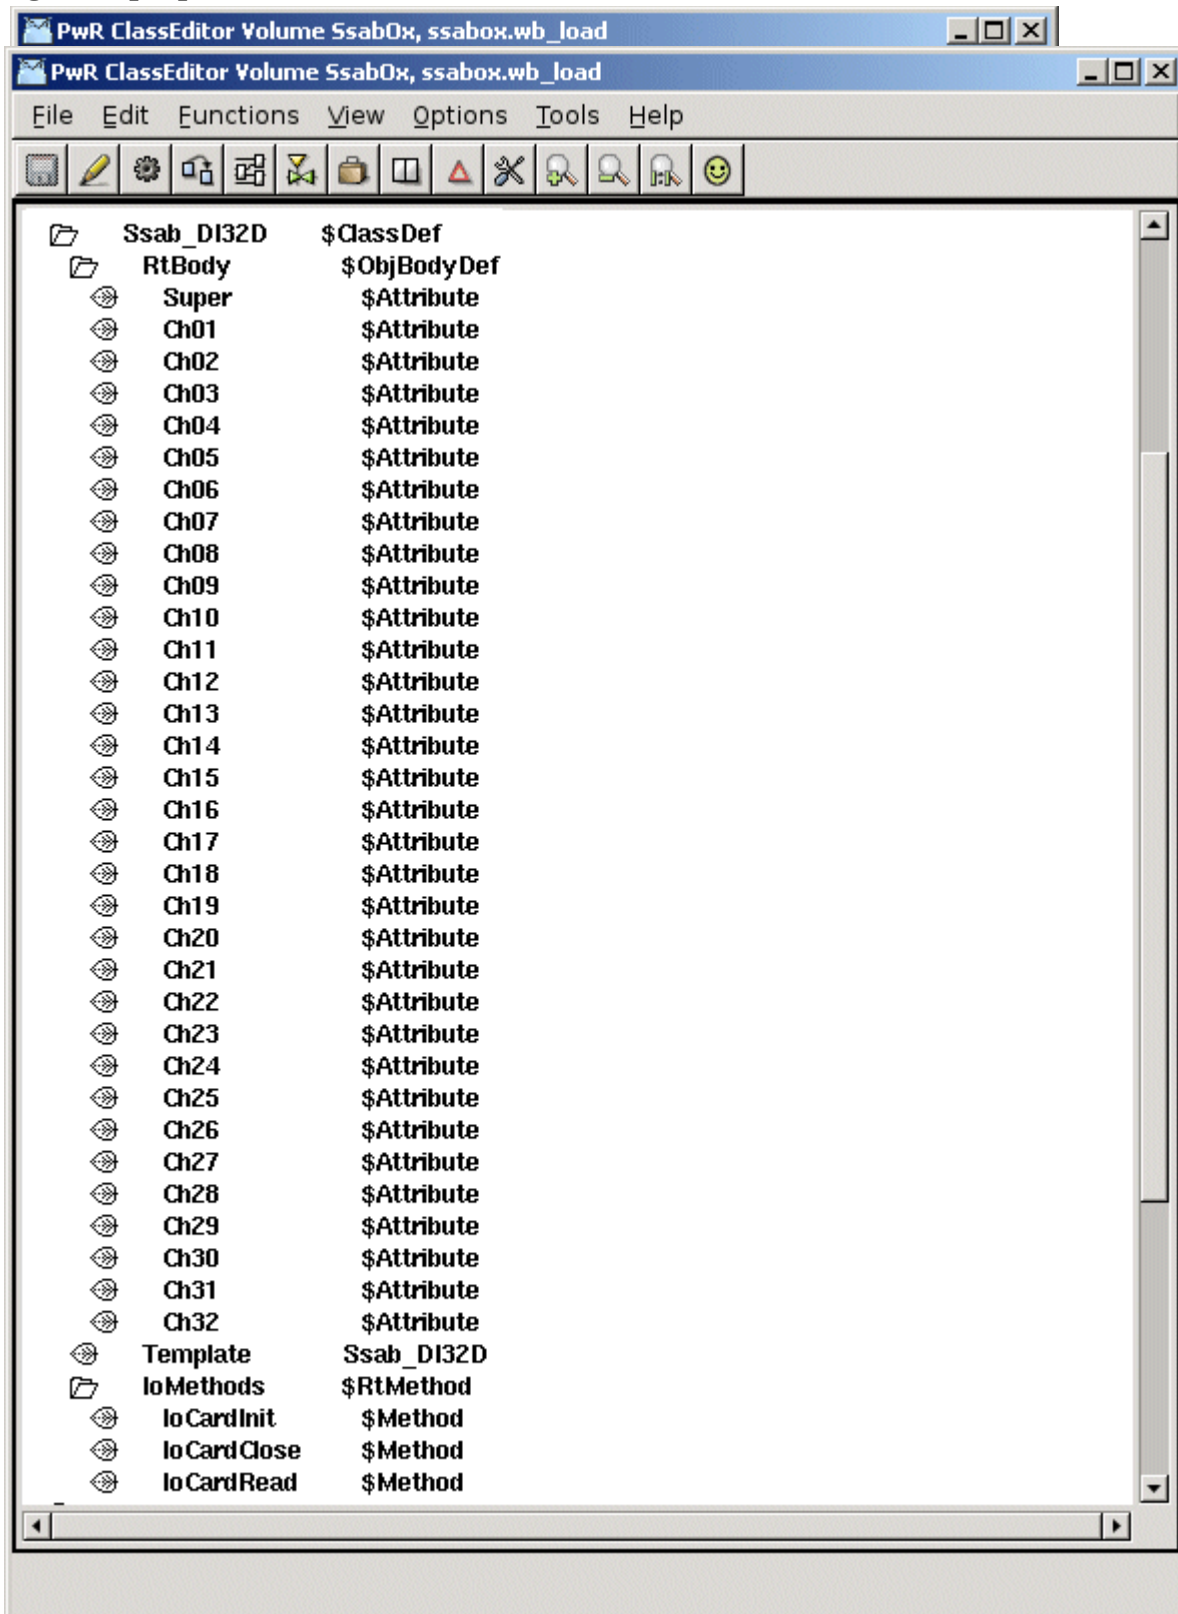 PwR ClassEditor Volume SsabOx, ssabox.wb_load
PwR ClassEditor Volume SsabOx, ssabox.wb_load
File Edit Functions View Options Tools Help
Ssab_DI32D $ClassDef
RtBody $ObjBodyDef
Super $Attribute
Ch01 $Attribute
Ch02 $Attribute
Ch03 $Attribute
Ch04 $Attribute
Ch05 $Attribute
Ch06 $Attribute
Ch07 $Attribute
Ch08 $Attribute
Ch09 $Attribute
Ch10 $Attribute
Ch11 $Attribute
Ch12 $Attribute
Ch13 $Attribute
Ch14 $Attribute
Ch15 $Attribute
Ch16 $Attribute
Ch17 $Attribute
Ch18 $Attribute
Ch19 $Attribute
Ch20 $Attribute
Ch21 $Attribute
Ch22 $Attribute
Ch23 $Attribute
Ch24 $Attribute
Ch25 $Attribute
Ch26 $Attribute
Ch27 $Attribute
Ch28 $Attribute
Ch29 $Attribute
Ch30 $Attribute
Ch31 $Attribute
Ch32 $Attribute
Template Ssab_DI32D
IoMethods $RtMethod
IoCardInit $Method
IoCardClose $Method
IoCardRead $Method